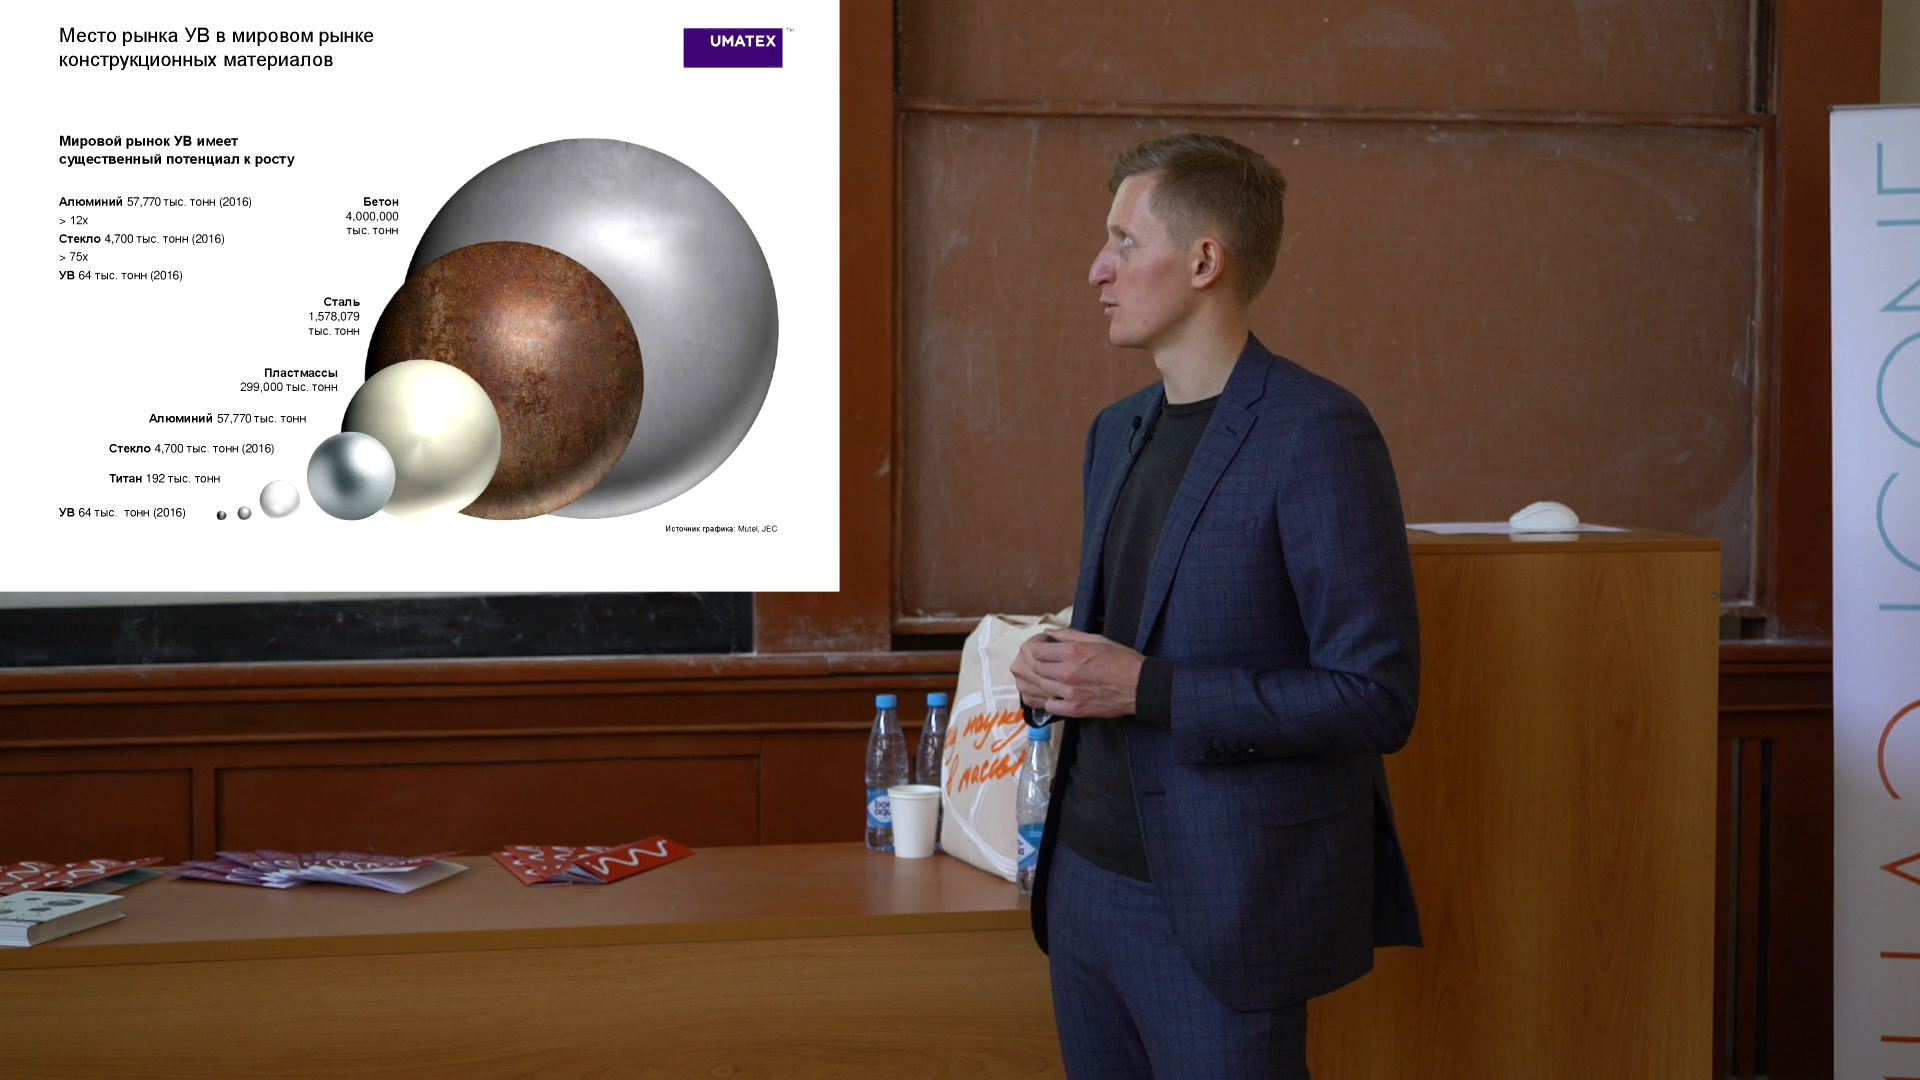 Место рынка УВ в мировом рынке
конструкционных материалов
UMATEX
™
Мировой рынок УВ имеет
существенный потенциал к росту
Алюминий 57,770 тыс. тонн (2016)
> 12x
Стекло 4,700 тыс. тонн (2016)
> 75x
УВ 64 тыс. тонн (2016)
Бетон
4,000,000
тыс. тонн
Сталь
1,578,079
тыс. тонн
Пластмассы
299,000 тыс. тонн
Алюминий 57,770 тыс. тонн
Стекло 4,700 тыс. тонн (2016)
Титан 192 тыс. тонн
УВ 64 тыс. тонн (2016)
Источник графика: Mutel, JEC
науку
в массы